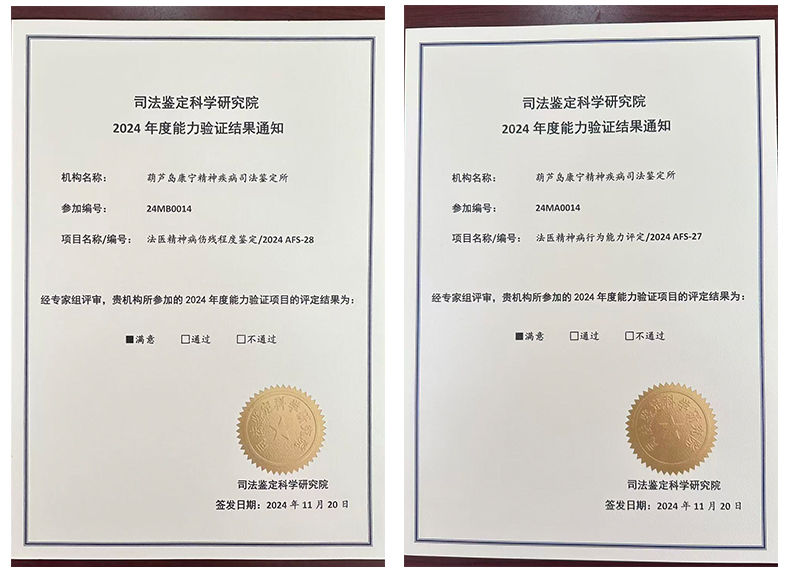 司法鉴定科学研究院
2024 年度能力验证结果通知
机构名称： 葫芦岛康宁精神疾病司法鉴定所
参加编号： 24MB0014
项目名称/编号： 法医精神病伤残程度鉴定/2024 AFS-28
经专家组评审，贵机构所参加的 2024 年度能力验证项目的评定结果为：
■满意 □通过 □不通过
司法鉴定科学研究院
司法鉴定科学研究院
签发日期：2024 年 11 月 20 日
司法鉴定科学研究院
2024 年度能力验证结果通知
机构名称： 葫芦岛康宁精神疾病司法鉴定所
参加编号： 24MA0014
项目名称/编号： 法医精神病行为能力评定/2024 AFS-27
经专家组评审，贵机构所参加的 2024 年度能力验证项目的评定结果为：
■满意 □通过 □不通过
司法鉴定科学研究院
签发日期：2024 年 11 月 20 日